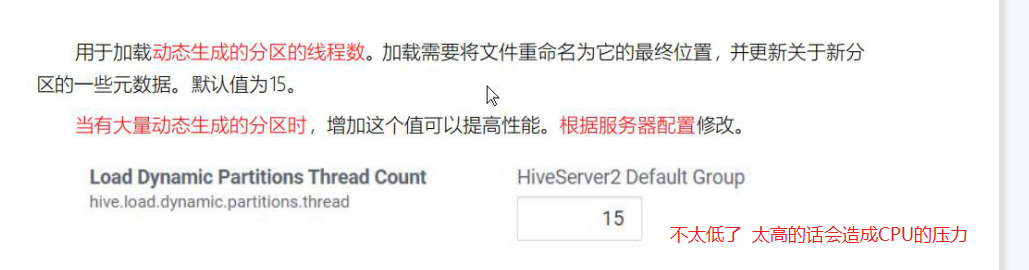 用于加载动态生成的分区的线程数。加载需要将文件重命名为它的最终位置，并更新关于新分
区的一些元数据。默认值为15。
当有大量动态生成的分区时，增加这个值可以提高性能。根据服务器配置修改。
Load Dynamic Partitions Thread Count
HiveServer2 Default Group
hive.load.dynamic.partitions.thread
15
不太低了 太高的话会造成CPU的压力